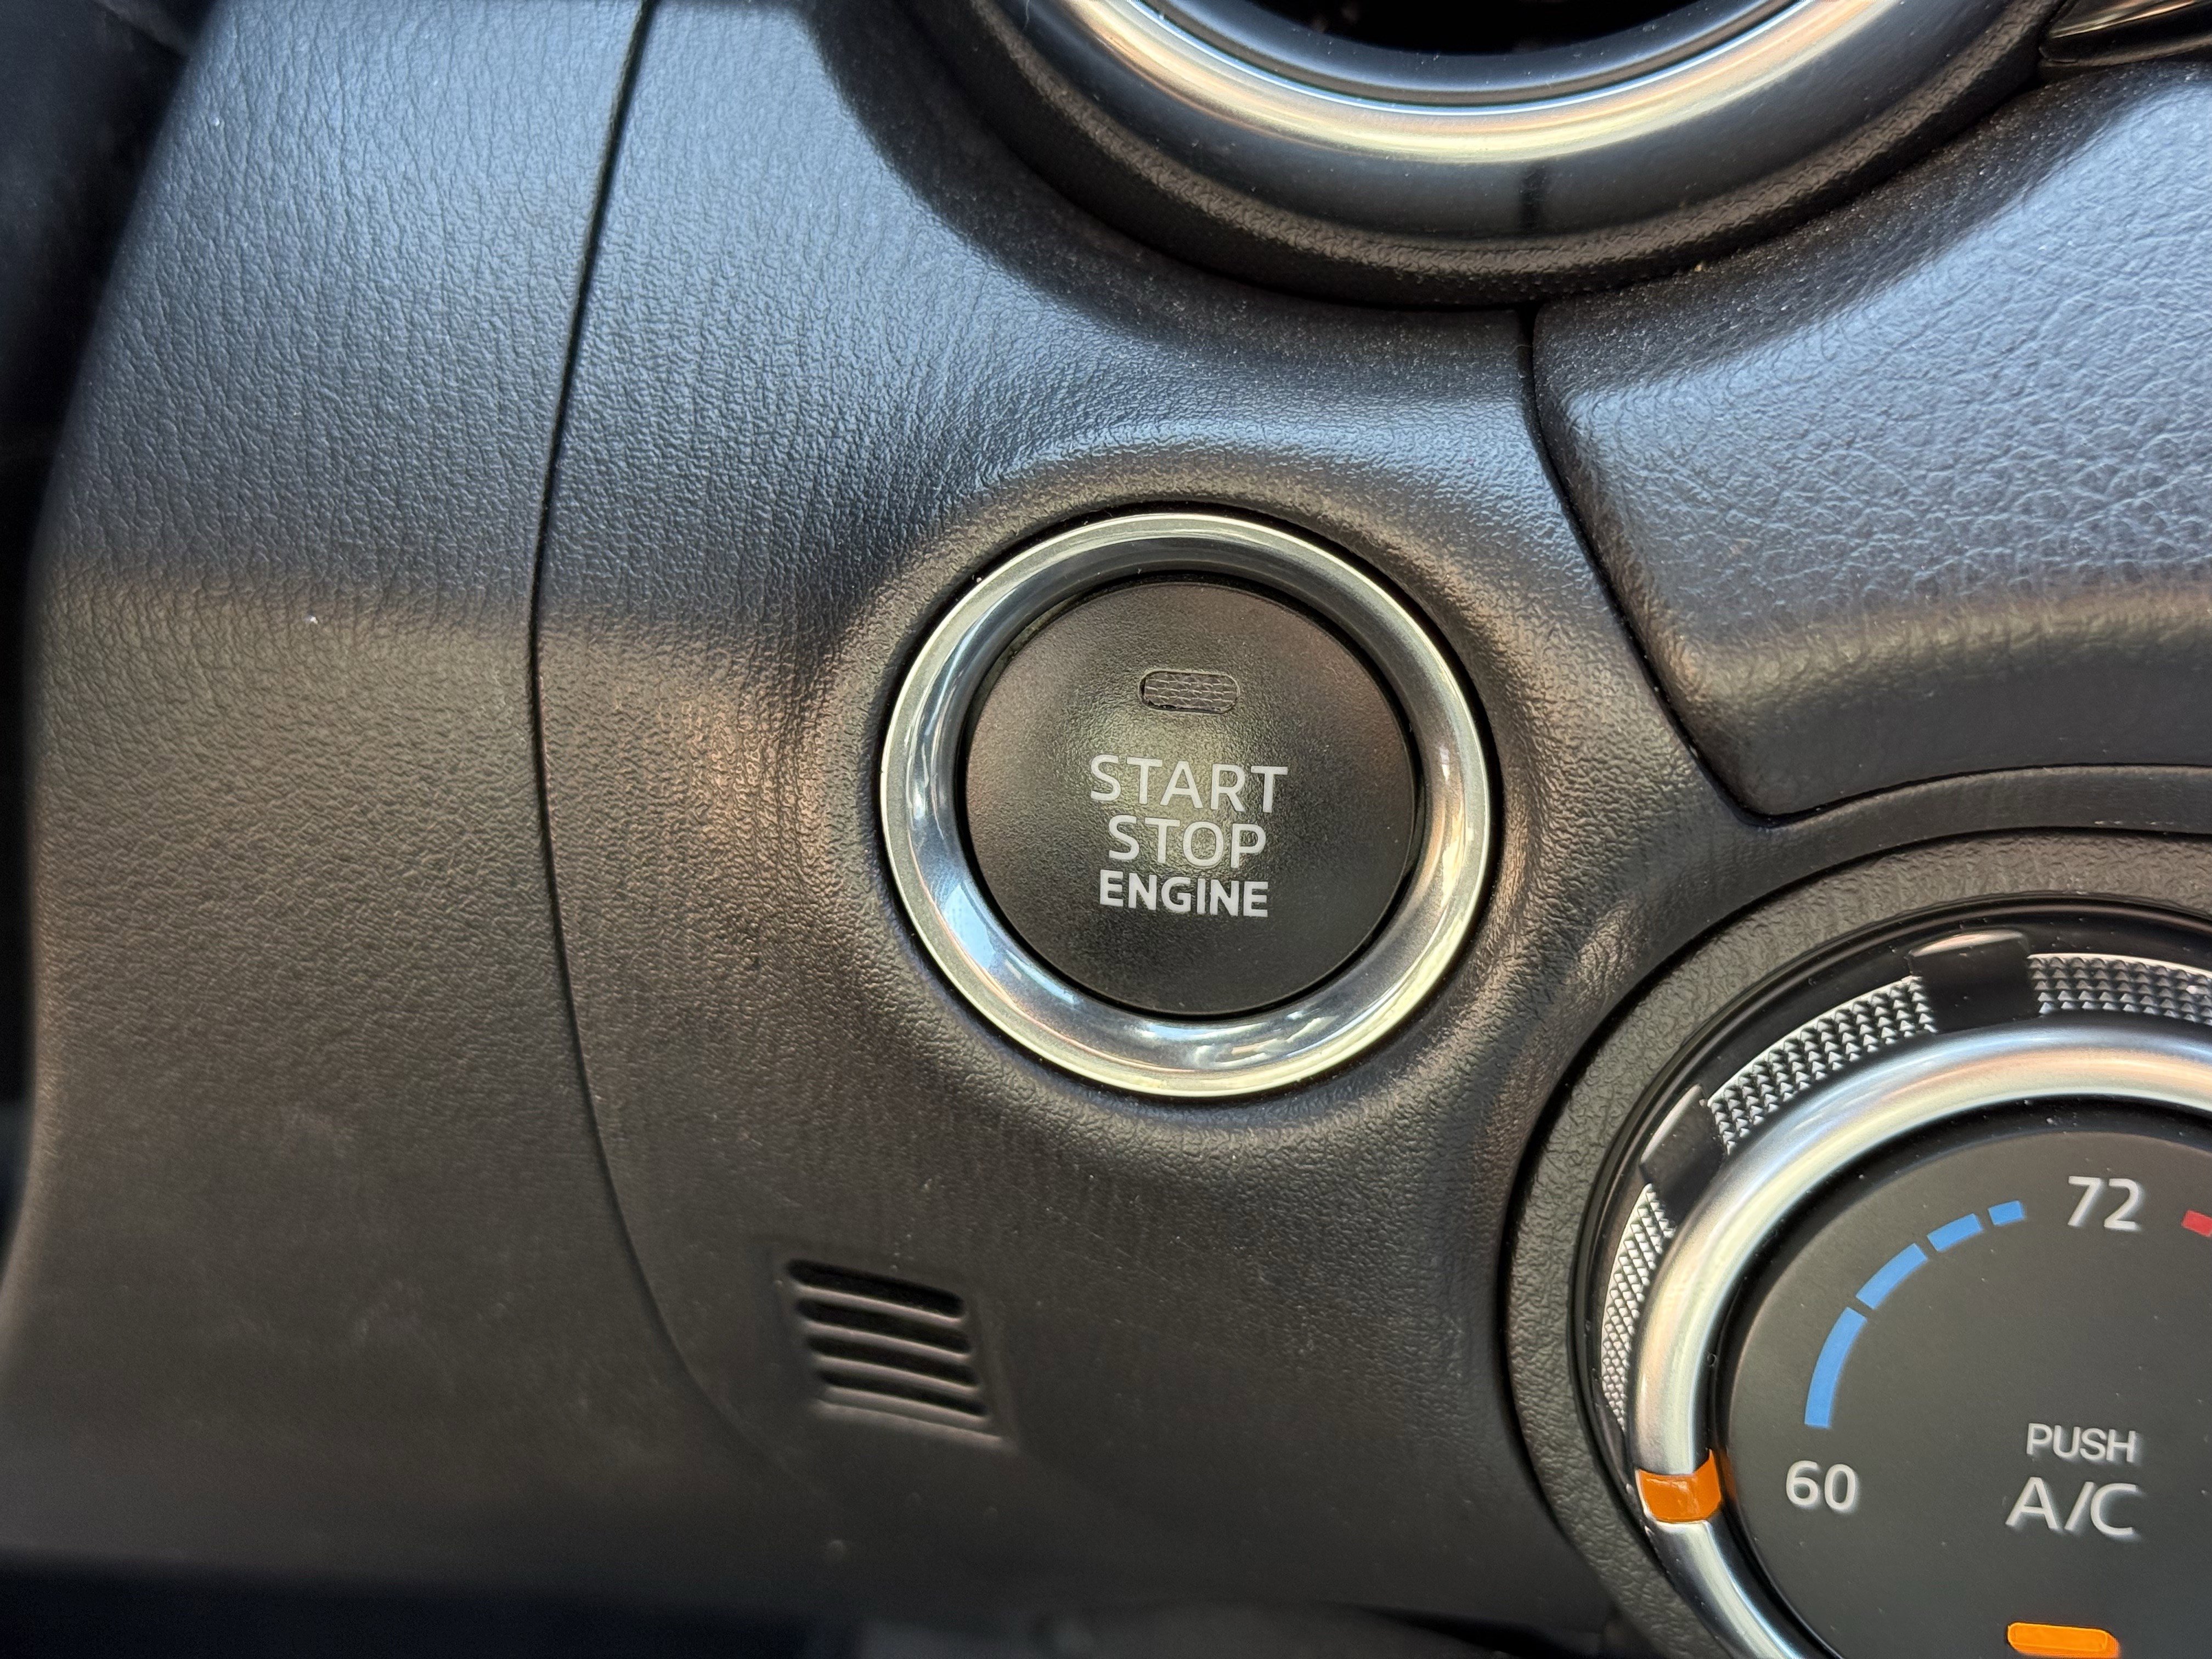 START
STOP
ENGINE
72
60
PUSH
A/C